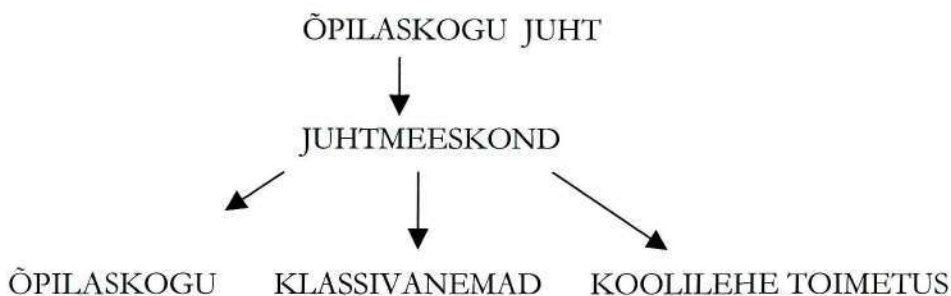 ÕPILASKOGU JUHT
JUHTMEESKOND
ÕPILASKOGU KLASSIVANEMAD KOOLILEHE TOIMETUS